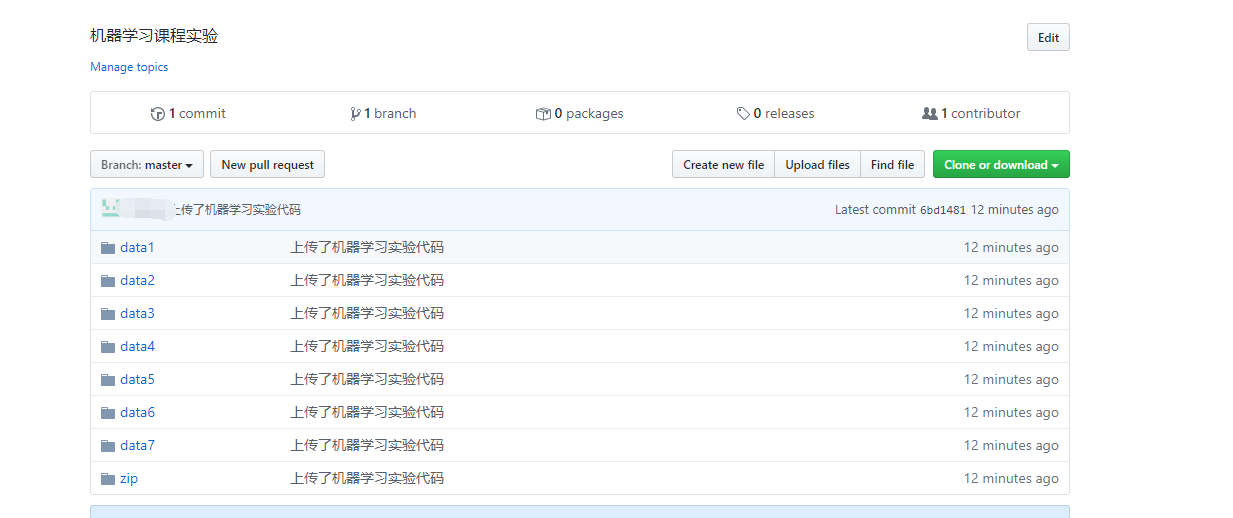 机器学习课程实验
Edit
Manage topics
1 commit 1 branch 0 packages 0 releases 1 contributor
Branch: master New pull request Create new file Upload files Find file Clone or download
上传了机器学习实验代码 Latest commit 6bd1481 12 minutes ago
data1 上传了机器学习实验代码 12 minutes ago
data2 上传了机器学习实验代码 12 minutes ago
data3 上传了机器学习实验代码 12 minutes ago
data4 上传了机器学习实验代码 12 minutes ago
data5 上传了机器学习实验代码 12 minutes ago
data6 上传了机器学习实验代码 12 minutes ago
data7 上传了机器学习实验代码 12 minutes ago
zip 上传了机器学习实验代码 12 minutes ago